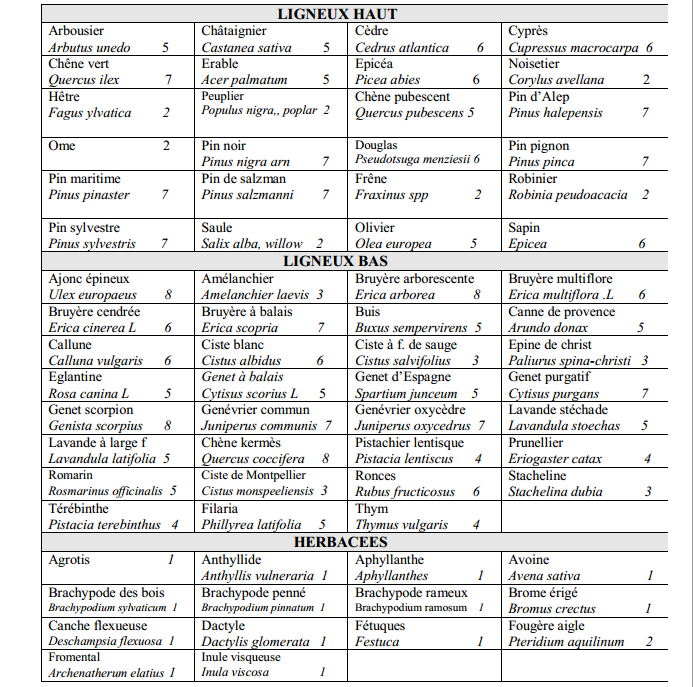 LIGNEUX HAUT
Arbousier Châtaignier Cèdre Cyprès
Arbutus unedo 5 Castanea sativa 5 Cedrus atlantica 6 Cupressus macrocarpa 6
Chêne vert Erable Epicéa Noisetier
Quercus ilex 7 Acer palmatum 5 Picea abies 6 Corylus avellana 2
Hêtre Peuplier Chêne pubescent Pin d'Alep
Fagus ylvatica 2 Populus nigra,, poplar 2 Quercus pubescens 5 Pinus halepensis 7
Ome 2 Pin noir Douglas Pin pignon
Pinus nigra arn 7 Pseudotsuga menziesii 6 Pinus pinca 7
Pin maritime Pin de salzman Frêne Robinier
Pinus pinaster 7 Pinus salzmanni 7 Fraxinus spp 2 Robinia peudoacacia 2
Pin sylvestre Saule Olivier Sapin
Pinus sylvestris 7 Salix alba, willow 2 Olea europea 5 Epicea 6
LIGNEUX BAS
Ajonc épineux Amélanchier Bruyère arborescente Bruyère multiflore
Ulex europaeus 8 Amelanchier laevis 3 Erica arborea 8 Erica multiflora .L 6
Bruyère cendrée Bruyère à balais Buis Canne de provence
Erica cinerea L 6 Erica scopria 7 Buxus sempervirens 5 Arundo donax 5
Callune Ciste blanc Ciste à f. de sauge Epine de christ
Calluna vulgaris 6 Cistus albidus 6 Cistus salvifolius 3 Paliurus spina-christi 3
Eglantine Genet à balais Genet d'Espagne Genet purgatif
Rosa canina L 5 Cytisus scorius L 5 Spartium junceum 5 Cytisus purgans 7
Genet scorpion Genévrier commun Genévrier oxycèdre Lavande stéchade
Genista scorpius 8 Juniperus communis 7 Juniperus oxycedrus 7 Lavandula stoechas 5
Lavande à large f Chêne kermès Pistachier lentisque Prunellier
Lavandula latifolia 5 Quercus coccifera 8 Pistacia lentiscus 4 Eriogaster catax 4
Romarin Ciste de Montpellier Ronces Stacheline
Rosmarinus officinalis 5 Cistus monspeeliensis 3 Rubus fructicosus 6 Stachelina dubia 3
Térébinthe Filaria Thym
Pistacia terebinthus 4 Phillyrea latifolia 5 Thymus vulgaris 4
HERBACEES
Agrotis 1 Anthyllide Aphyllanthe Avoine
Anthyllis vulneraria 1 Aphyllanthes 1 Avena sativa 1
Brachypode des bois Brachypode penné Brachypode rameux Brome érigé
Brachypodium sylvaticum 1 Brachypodium pinnatum 1 Brachypodium ramosum 1 Bromus crectus 1
Canche flexueuse Dactyle Fétuques Fougère aigle
Deschampsia flexuosa 1 Dactylis glomerata 1 Festuca 1 Pteridium aquilinum 2
Fromental Inule visqueuse
Archenatherum elatius 1 Inula viscosa 1